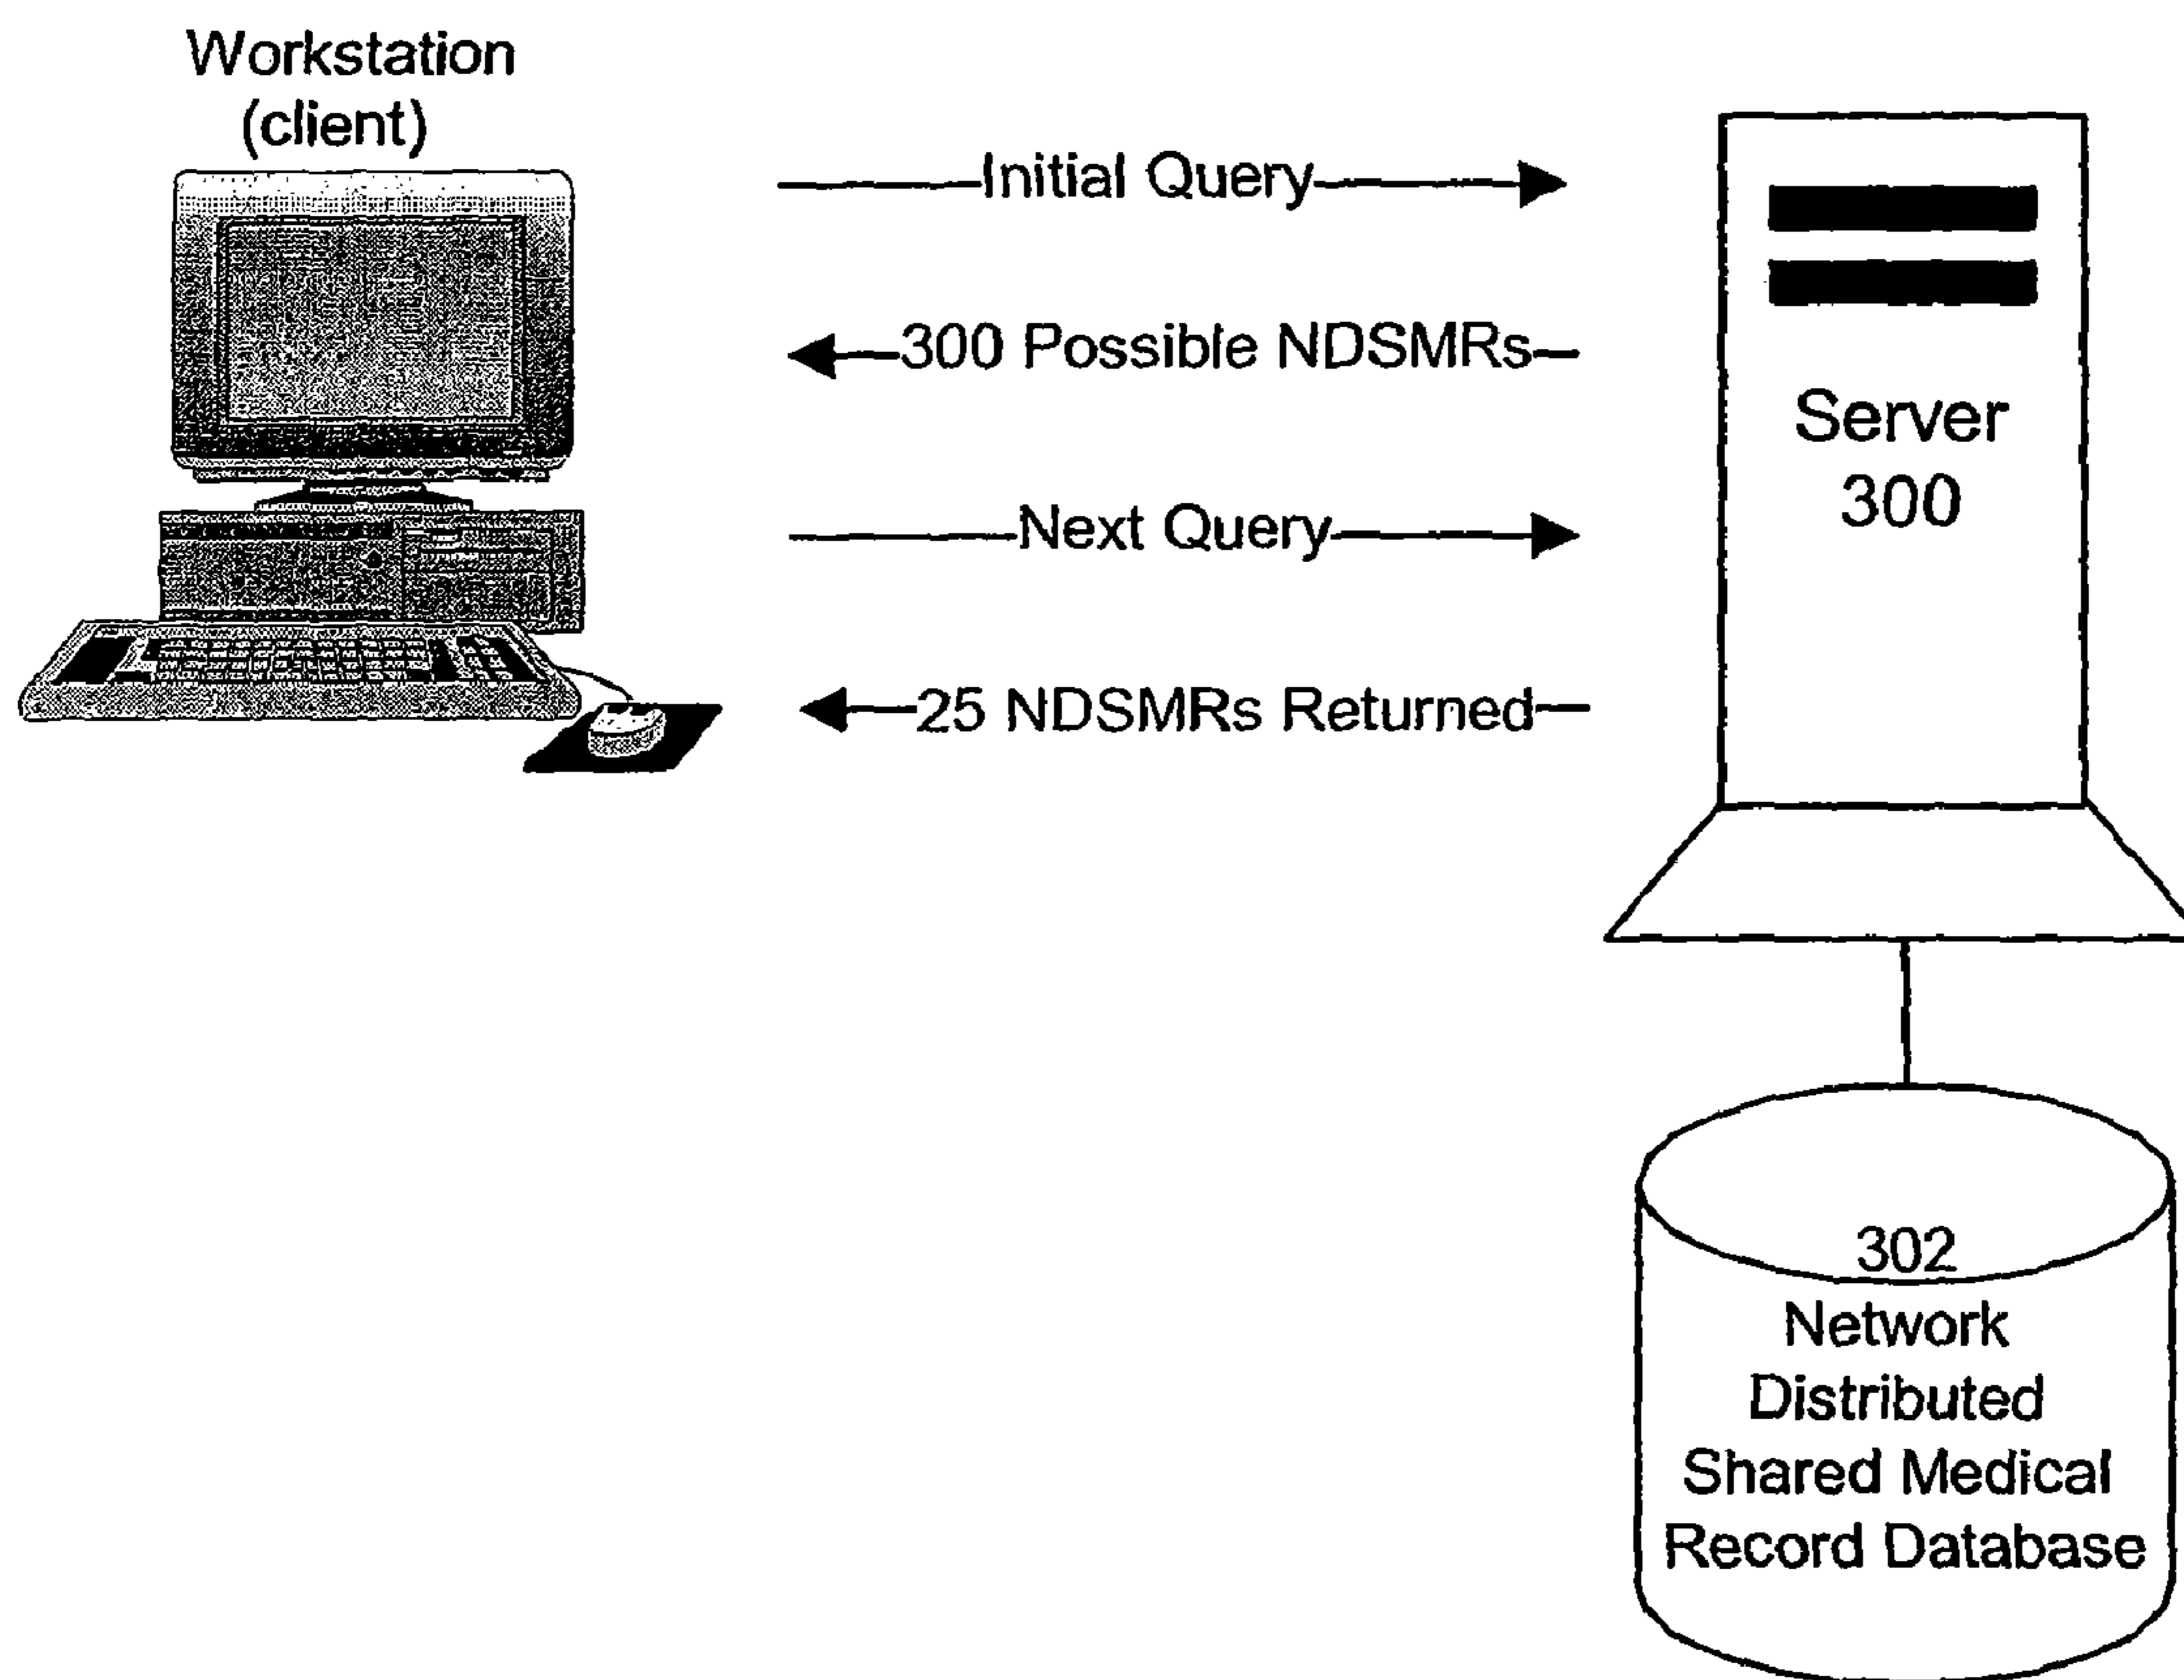 Workstation
(client)
Initial Query
300 Possible NDSMRs
Next Query
25 NDSMRs Returned
Server
300
302
Network
Distributed
Shared Medical
Record Database